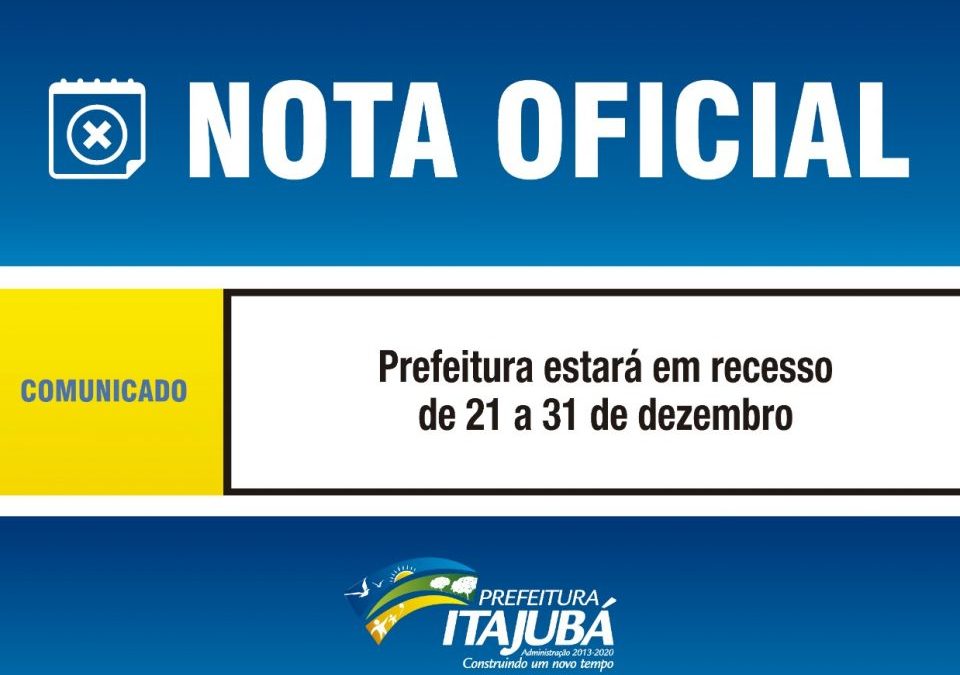 NOTA OFICIAL
COMUNICADO
Prefeitura estará em recesso
de 21 a 31 de dezembro
PREFEITURA
ITAJUBÁ
Administração 2013-2020
Construindo um novo tempo